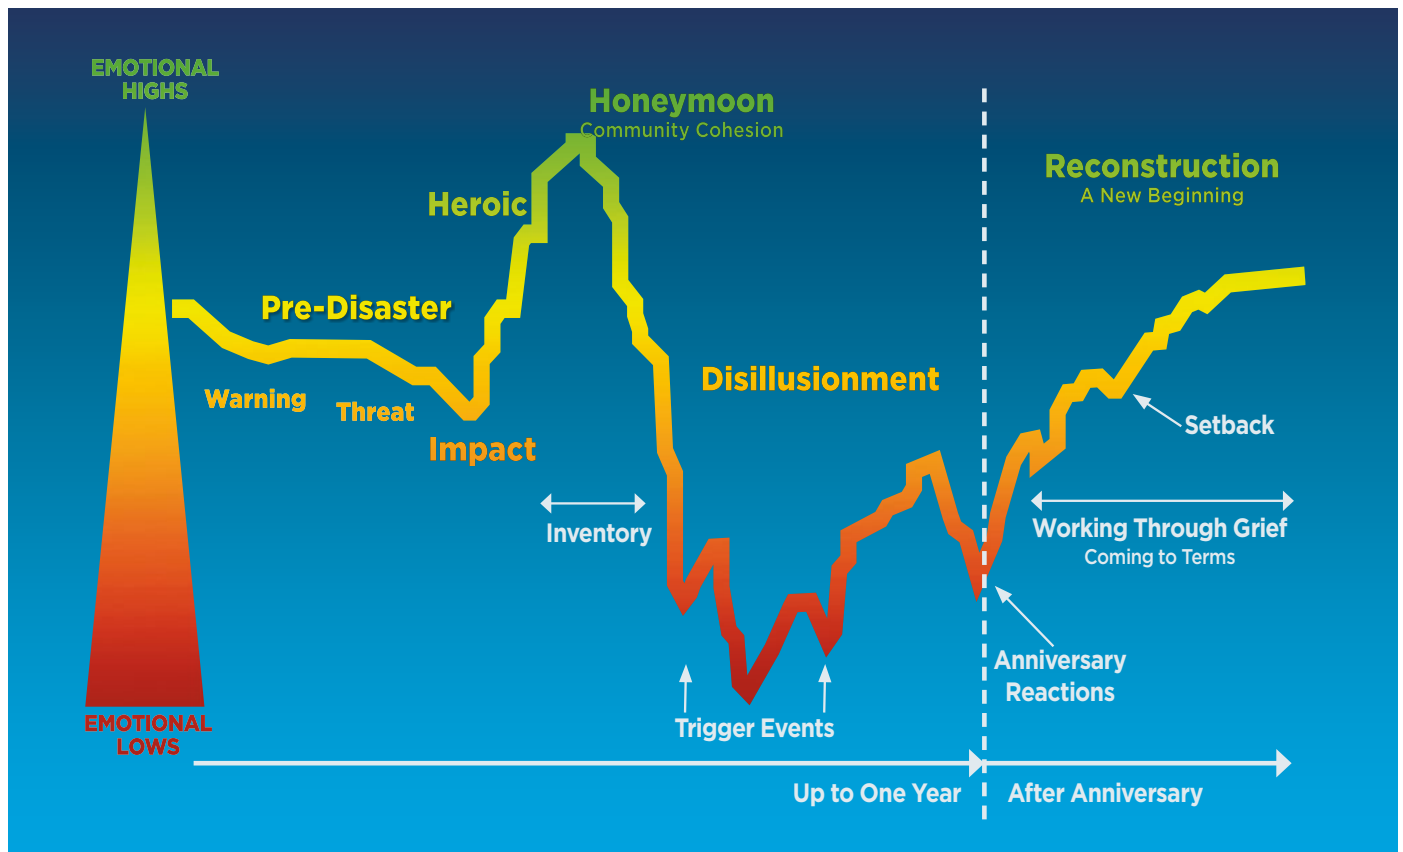 EMOTIONAL
HIGHS
Honeymoon
Community Cohesion
Reconstruction
A New Beginning
Heroic
Pre-Disaster
Disillusionment
Warning
Threat
Setback
Impact
Inventory
Working Through Grief
Coming to Terms
Anniversary
Reactions
EMOTIONAL
LOWS
Trigger Events
Up to One Year
After Anniversary